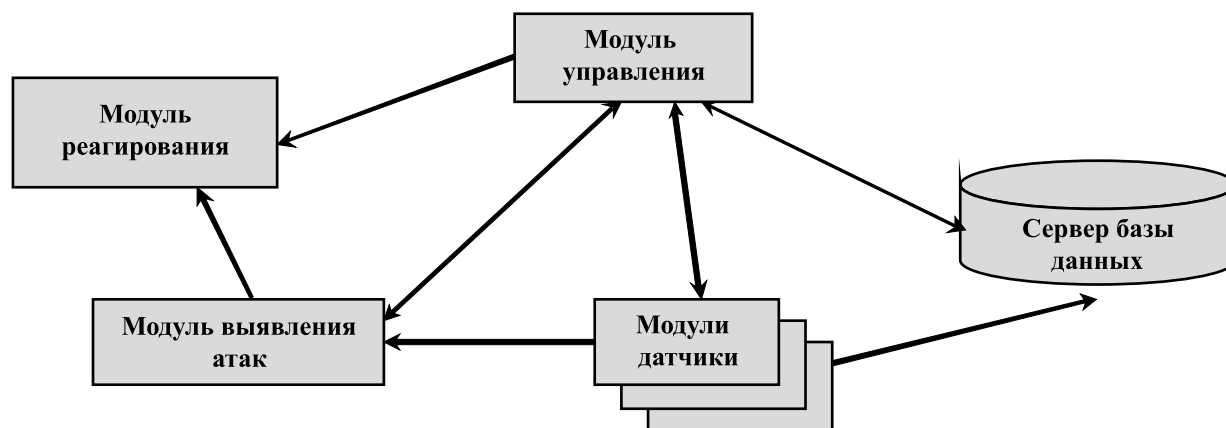 Модуль
управления
Модуль
реагирования
Сервер базы
данных
Модуль выявления
атак
Модули
датчики